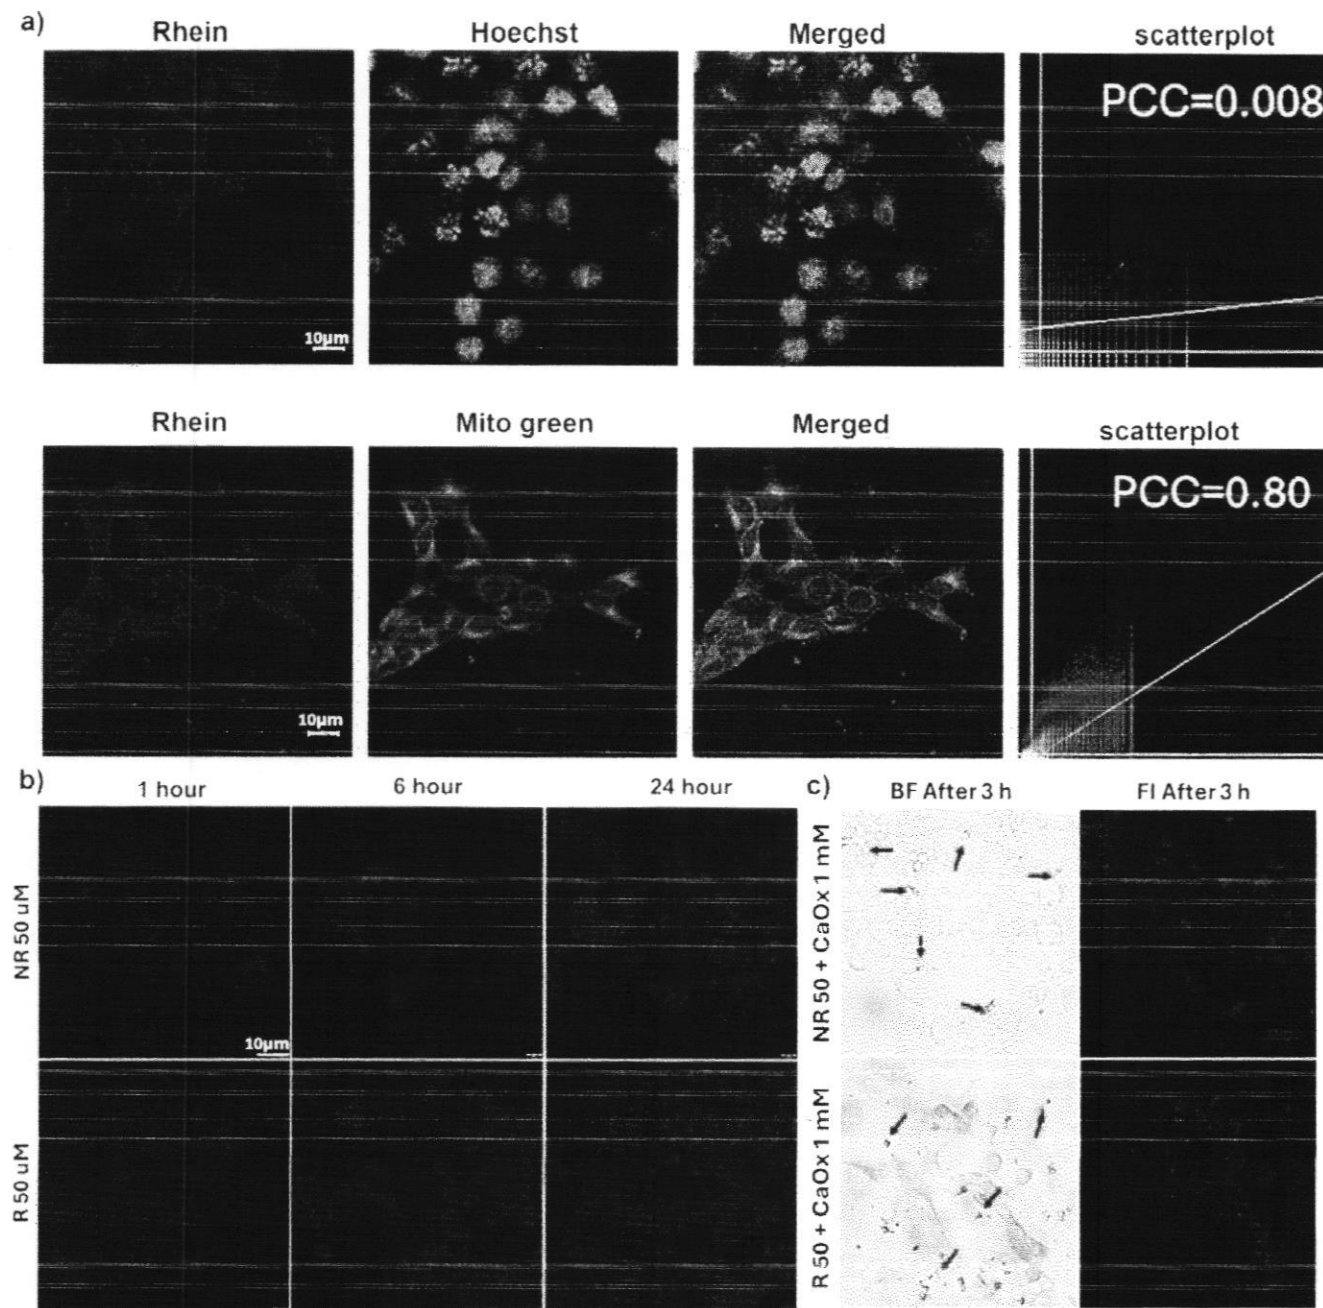 a)
Rhein Hoechst Merged scatterplot
PCC=0.008
10µm
Rhein Mito green Merged scatterplot
PCC=0.80
10µm
b) 1 hour 6 hour 24 hour
NR 50 uM
10µm
R 50 uM
c) BF After 3 h Fl After 3 h
NR 50 + CaOx 1 mM
R 50 + CaOx 1 mM